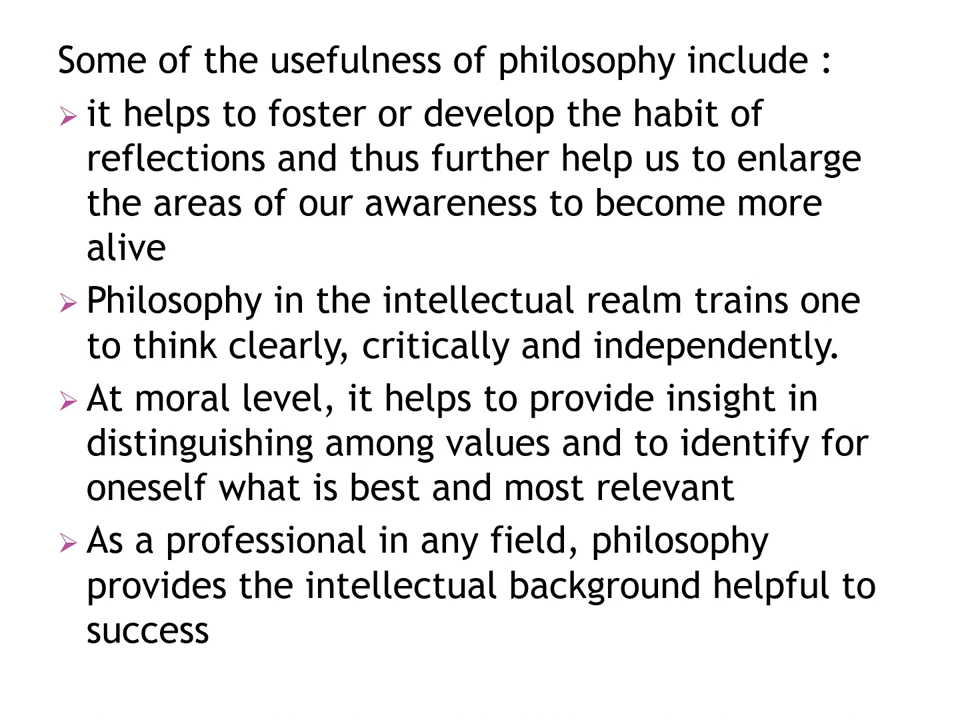 Some of the usefulness of philosophy include :
➢ it helps to foster or develop the habit of
reflections and thus further help us to enlarge
the areas of our awareness to become more
alive
➢ Philosophy in the intellectual realm trains one
to think clearly, critically and independently.
➢ At moral level, it helps to provide insight in
distinguishing among values and to identify for
oneself what is best and most relevant
➢ As a professional in any field, philosophy
provides the intellectual background helpful to
success